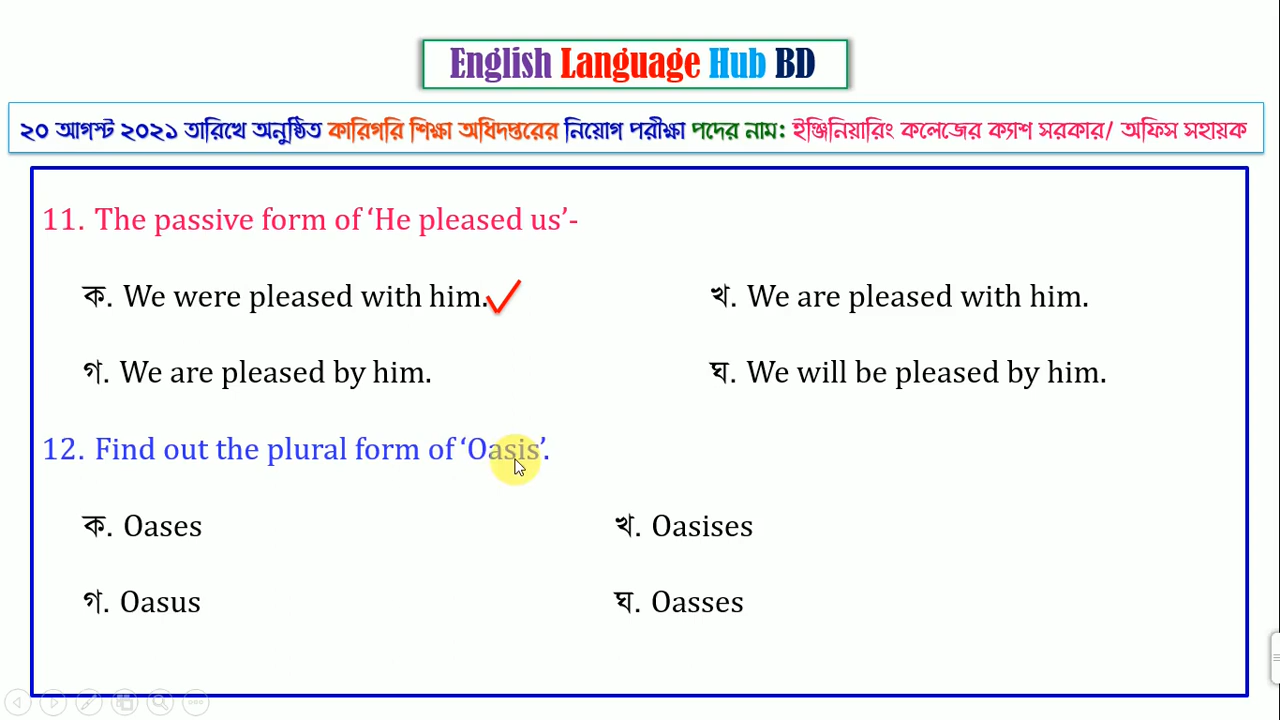 English Language Hub BD
২০ আগস্ট ২০২১ তারিখে অনুষ্ঠিত কারিগরি শিক্ষা অধিদপ্তরের নিয়োগ পরীক্ষা পদের নাম: ইঞ্জিনিয়ারিং কলেজের ক্যাশ সরকার/ অফিস সহায়ক
11. The passive form of ‘He pleased us’-
ক. We were pleased with him. খ. We are pleased with him.
গ. We are pleased by him. ঘ. We will be pleased by him.
12. Find out the plural form of ‘Oasis’.
ক. Oases খ. Oasises
গ. Oasus ঘ. Oasses